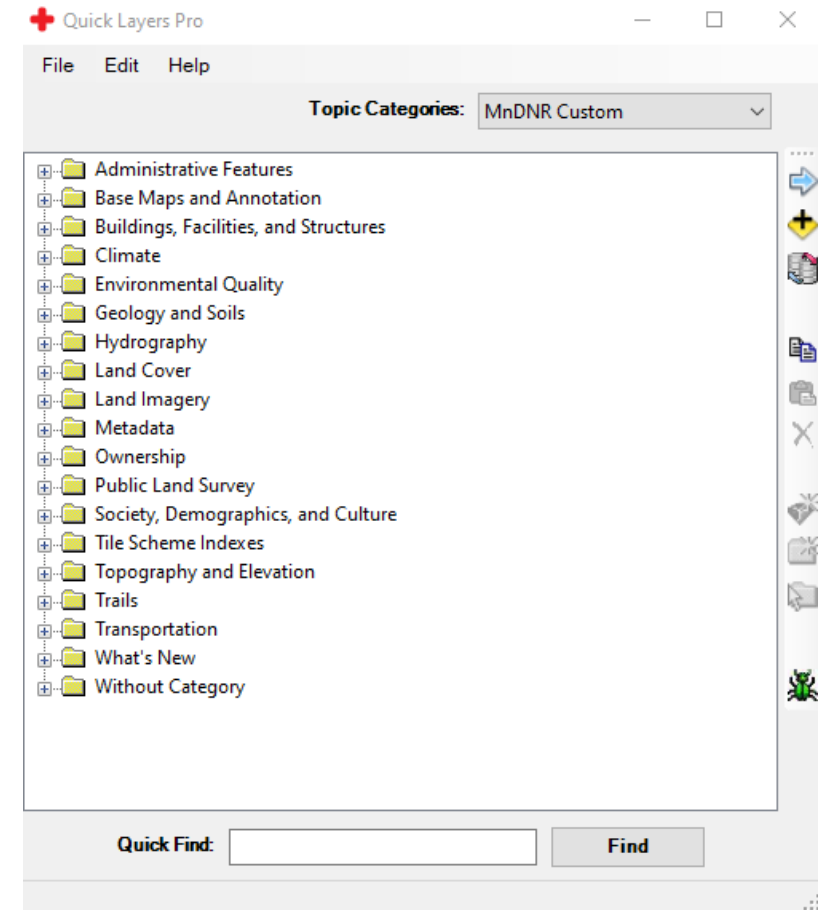 Quick Layers Pro
File Edit Help
Topic Categories: MnDNR Custom
Administrative Features
Base Maps and Annotation
Buildings, Facilities, and Structures
Climate
Environmental Quality
Geology and Soils
Hydrography
Land Cover
Land Imagery
Metadata
Ownership
Public Land Survey
Society, Demographics, and Culture
Tile Scheme Indexes
Topography and Elevation
Trails
Transportation
What's New
Without Category
Quick Find: Find